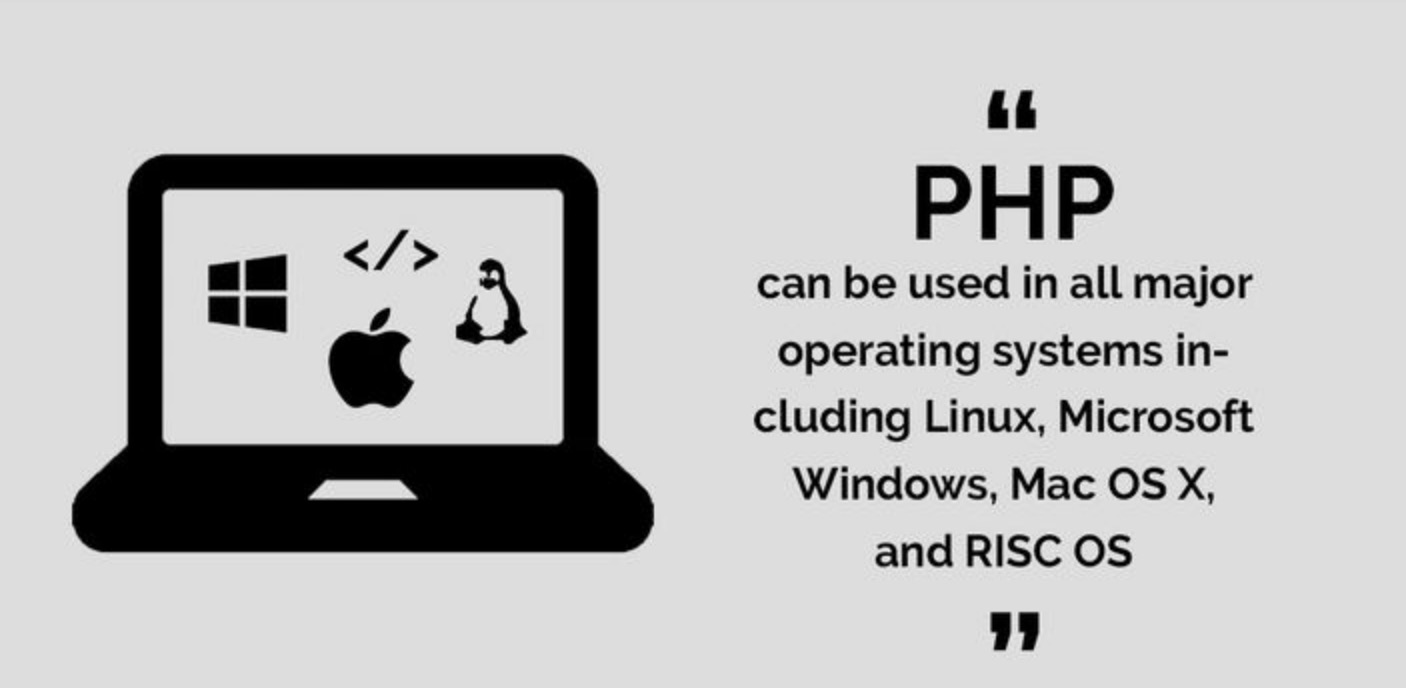 </>
“
PHP
can be used in all major
operating systems in-
cluding Linux, Microsoft
Windows, Mac OS X,
and RISC OS
”